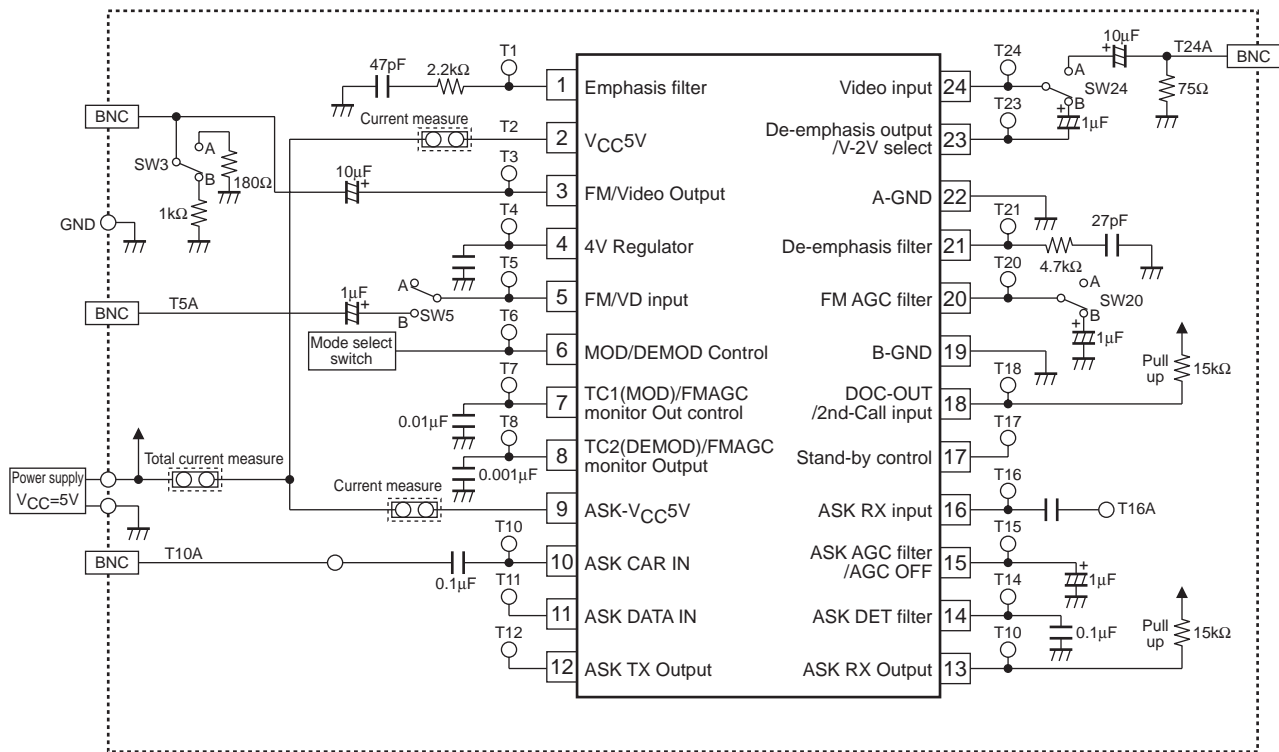 BNC
SW3
A
B
180Ω
1kΩ
GND
BNC
T5A
Power supply
VCC=5V
Total current measure
BNC
T10A
47pF
2.2kΩ
T1
Current measure
T2
10μF
+
T3
T4
T5
1μF
+
A
B
SW5
T6
Mode select
switch
T7
0.01μF
T8
0.001μF
Current measure
T10
0.1μF
T11
T12
1 Emphasis filter
2 VCC5V
3 FM/Video Output
4 4V Regulator
5 FM/VD input
6 MOD/DEMOD Control
7 TC1(MOD)/FMAGC
monitor Out control
8 TC2(DEMOD)/FMAGC
monitor Output
9 ASK-VCC5V
10 ASK CAR IN
11 ASK DATA IN
12 ASK TX Output
Video input 24
De-emphasis output
/V-2V select 23
A-GND 22
De-emphasis filter 21
FM AGC filter 20
B-GND 19
DOC-OUT
/2nd-Call input 18
Stand-by control 17
ASK RX input 16
ASK AGC filter
/AGC OFF 15
ASK DET filter 14
ASK RX Output 13
T24
10μF
+
T24A
BNC
A
SW24
B
75Ω
T23
+
1μF
T21
27pF
4.7kΩ
T20
A
SW20
B
+
1μF
Pull
up
15kΩ
T18
T17
T16
T16A
T15
+
1μF
T14
0.1μF
Pull
up
15kΩ
T10